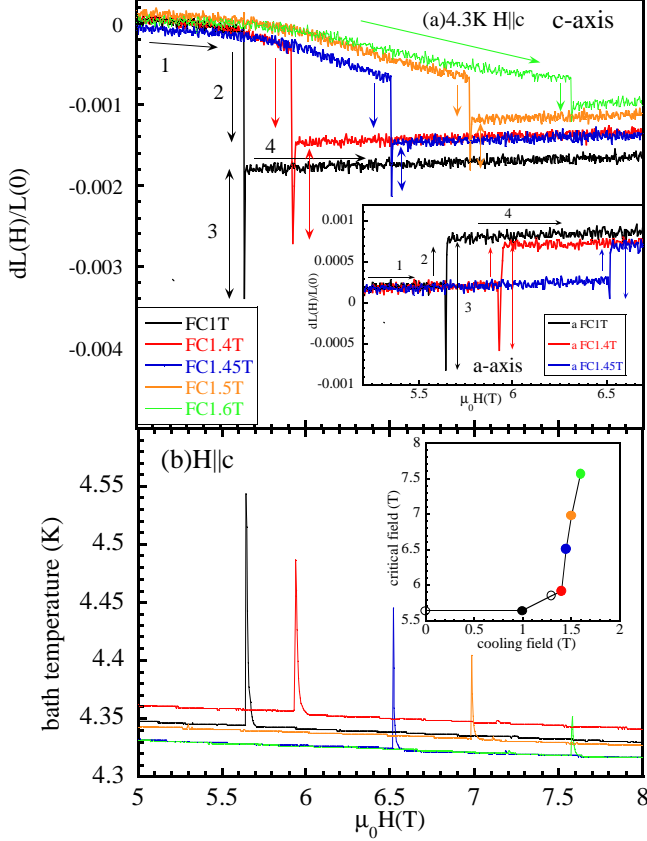 (a)4.3K H||c c-axis
0
-0.001
-0.002
-0.003
-0.004
dL(H)/L(0)
1
2
3
4
FC1T
FC1.4T
FC1.45T
FC1.5T
FC1.6T
0.001
0.0005
0
-0.0005
-0.001
dL(H)/L(0)
1
2
3
4
a-axis
a FC1T
a FC1.4T
a FC1.45T
5.5
6
6.5
μ0H(T)
(b)H||c
4.55
4.5
4.45
4.4
4.35
4.3
bath temperature (K)
8
7.5
7
6.5
6
5.5
critical field (T)
0
0.5
1
1.5
2
cooling field (T)
5
5.5
6
6.5
7
7.5
8
μ0H(T)